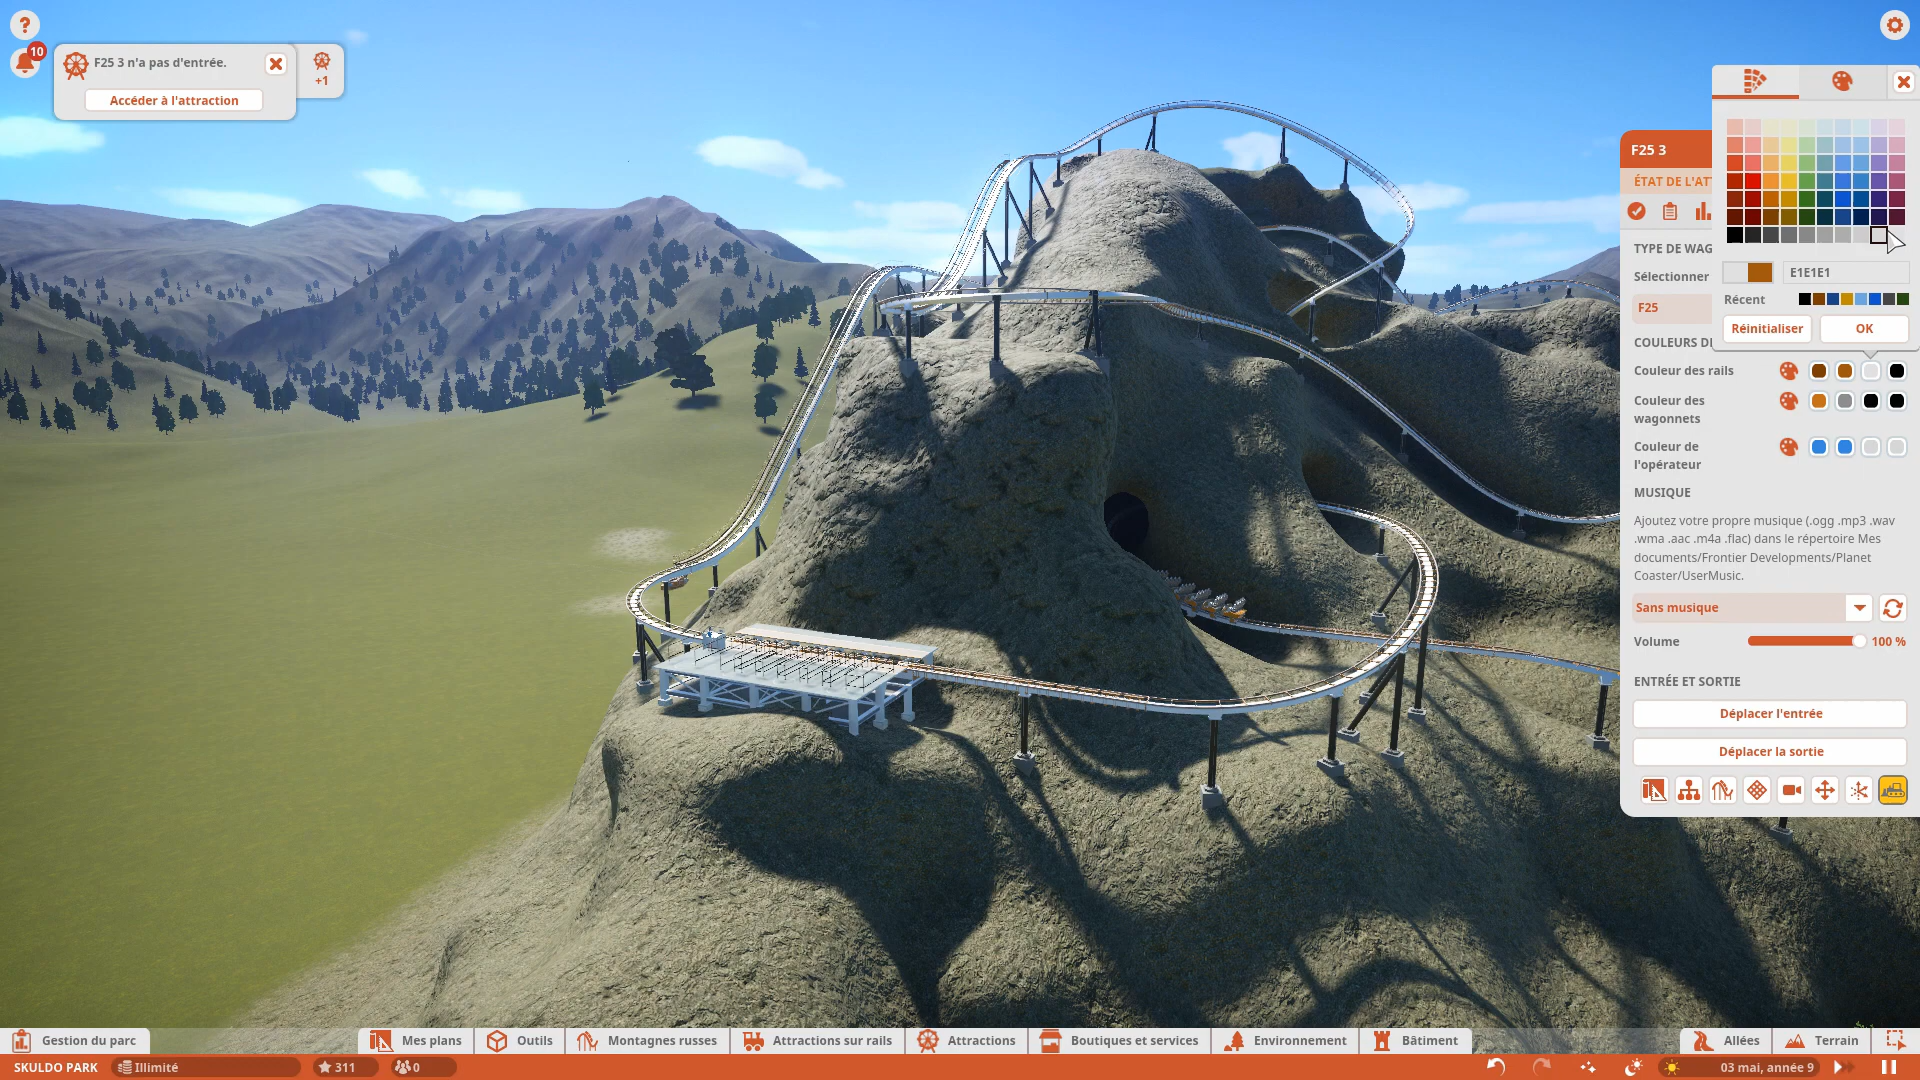 ?
10
F25 3 n'a pas d'entrée.
Accéder à l'attraction
+1
F25 3
ÉTAT DE L'AT
TYPE DE WAG
Sélectionner
F25
E1E1E1
Récent
Réinitialiser
OK
COULEURS DE
Couleur des rails
Couleur des
wagonnets
Couleur de
l'opérateur
MUSIQUE
Ajoutez votre propre musique (.ogg .mp3 .wav
.wma .aac .m4a .flac) dans le répertoire Mes
documents/Frontier Developments/Planet
Coaster/UserMusic.
Sans musique
Volume
100 %
ENTRÉE ET SORTIE
Déplacer l'entrée
Déplacer la sortie
Gestion du parc
Mes plans
Outils
Montagnes russes
Attractions sur rails
Attractions
Boutiques et services
Environnement
Bâtiment
Allées
Terrain
SKULDO PARK
Illimité
311
0
03 mai, année 9